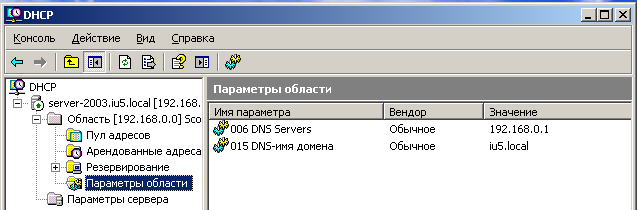 DHCP
Консоль Действие Вид Справка
DHCP
server-2003.iu5.local [192.168.
Область [192.168.0.0] Sco
Пул адресов
Арендованные адреса
Резервирование
Параметры области
Параметры сервера
Параметры области
Имя параметра Вендор Значение
006 DNS Servers Обычное 192.168.0.1
015 DNS-имя домена Обычное iu5.local